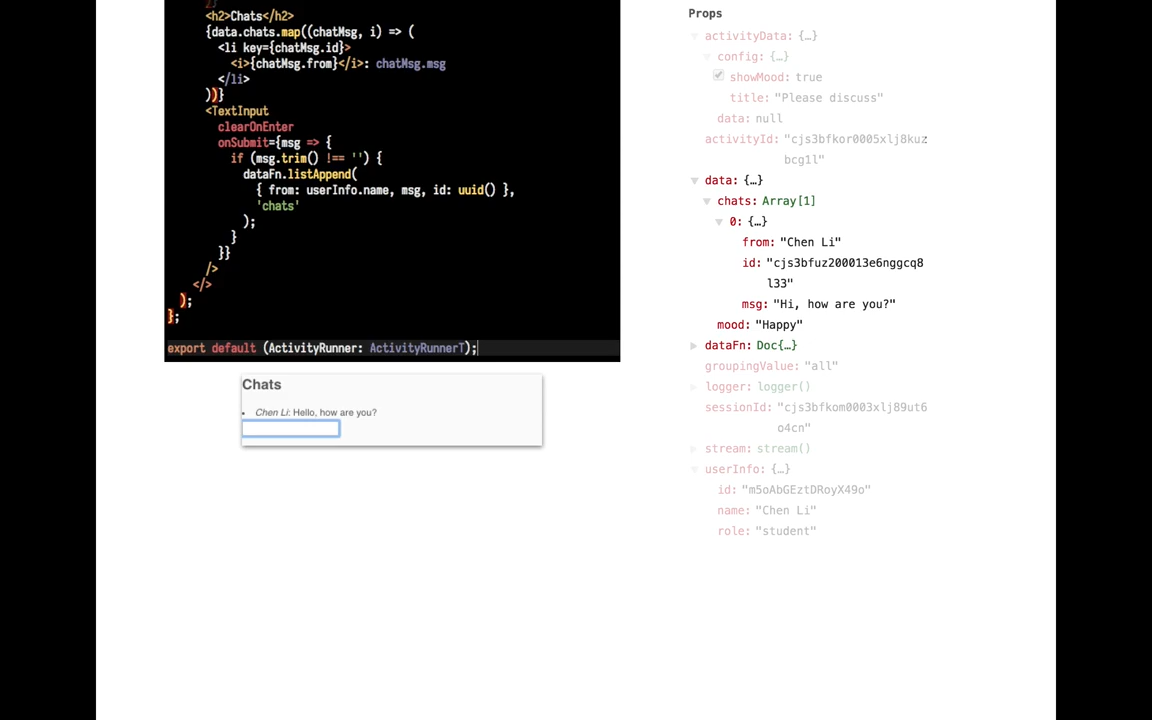 <h2>Chats</h2>
{data.chats.map((chatMsg, i) => (
<li key={chatMsg.id}>
<i>{chatMsg.from}</i>: chatMsg.msg
</li>
))}
<TextInput
clearOnEnter
onSubmit={msg => {
if (msg.trim() !== '') {
dataFn.listAppend(
{ from: userInfo.name, msg, id: uuid() },
'chats'
);
}
}}
/>
</>
);
};
export default (ActivityRunner: ActivityRunnerT);
Chats
Chen Li: Hello, how are you?
Props
activityData: {…}
config: {…}
showMood: true
title: "Please discuss"
data: null
activityId: "cjs3bfkor0005xlj8kuz
bcg1l"
data: {…}
chats: Array[1]
0: {…}
from: "Chen Li"
id: "cjs3bfuz200013e6nggcq8
l33"
msg: "Hi, how are you?"
mood: "Happy"
dataFn: Doc{…}
groupingValue: "all"
logger: logger()
sessionId: "cjs3bfkom0003xlj89ut6
o4cn"
stream: stream()
userInfo: {…}
id: "m5oAbGEztDRoyX49o"
name: "Chen Li"
role: "student"